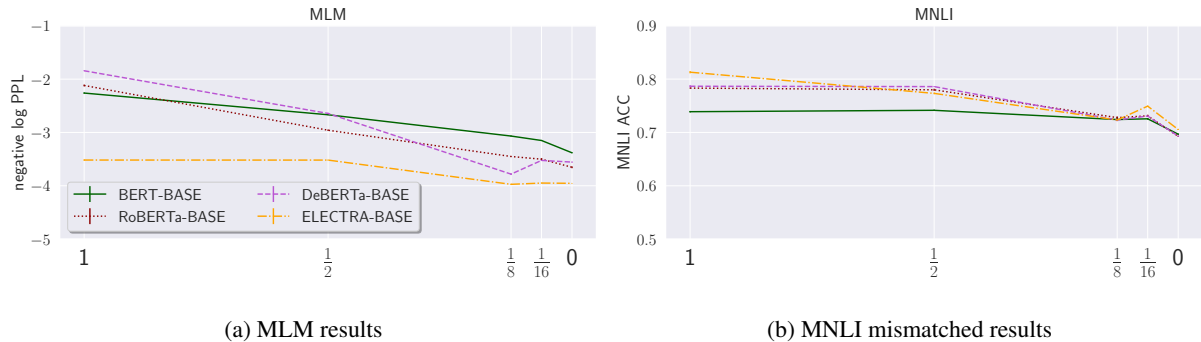 MLM
negative log PPL
−1
−2
−3
−4
−5
BERT-BASE
RoBERTa-BASE
DeBERTa-BASE
ELECTRA-BASE
1 1/2 1/8 1/16 0
(a) MLM results
MNLI
MNLI ACC
0.9
0.8
0.7
0.6
0.5
1 1/2 1/8 1/16 0
(b) MNLI mismatched results